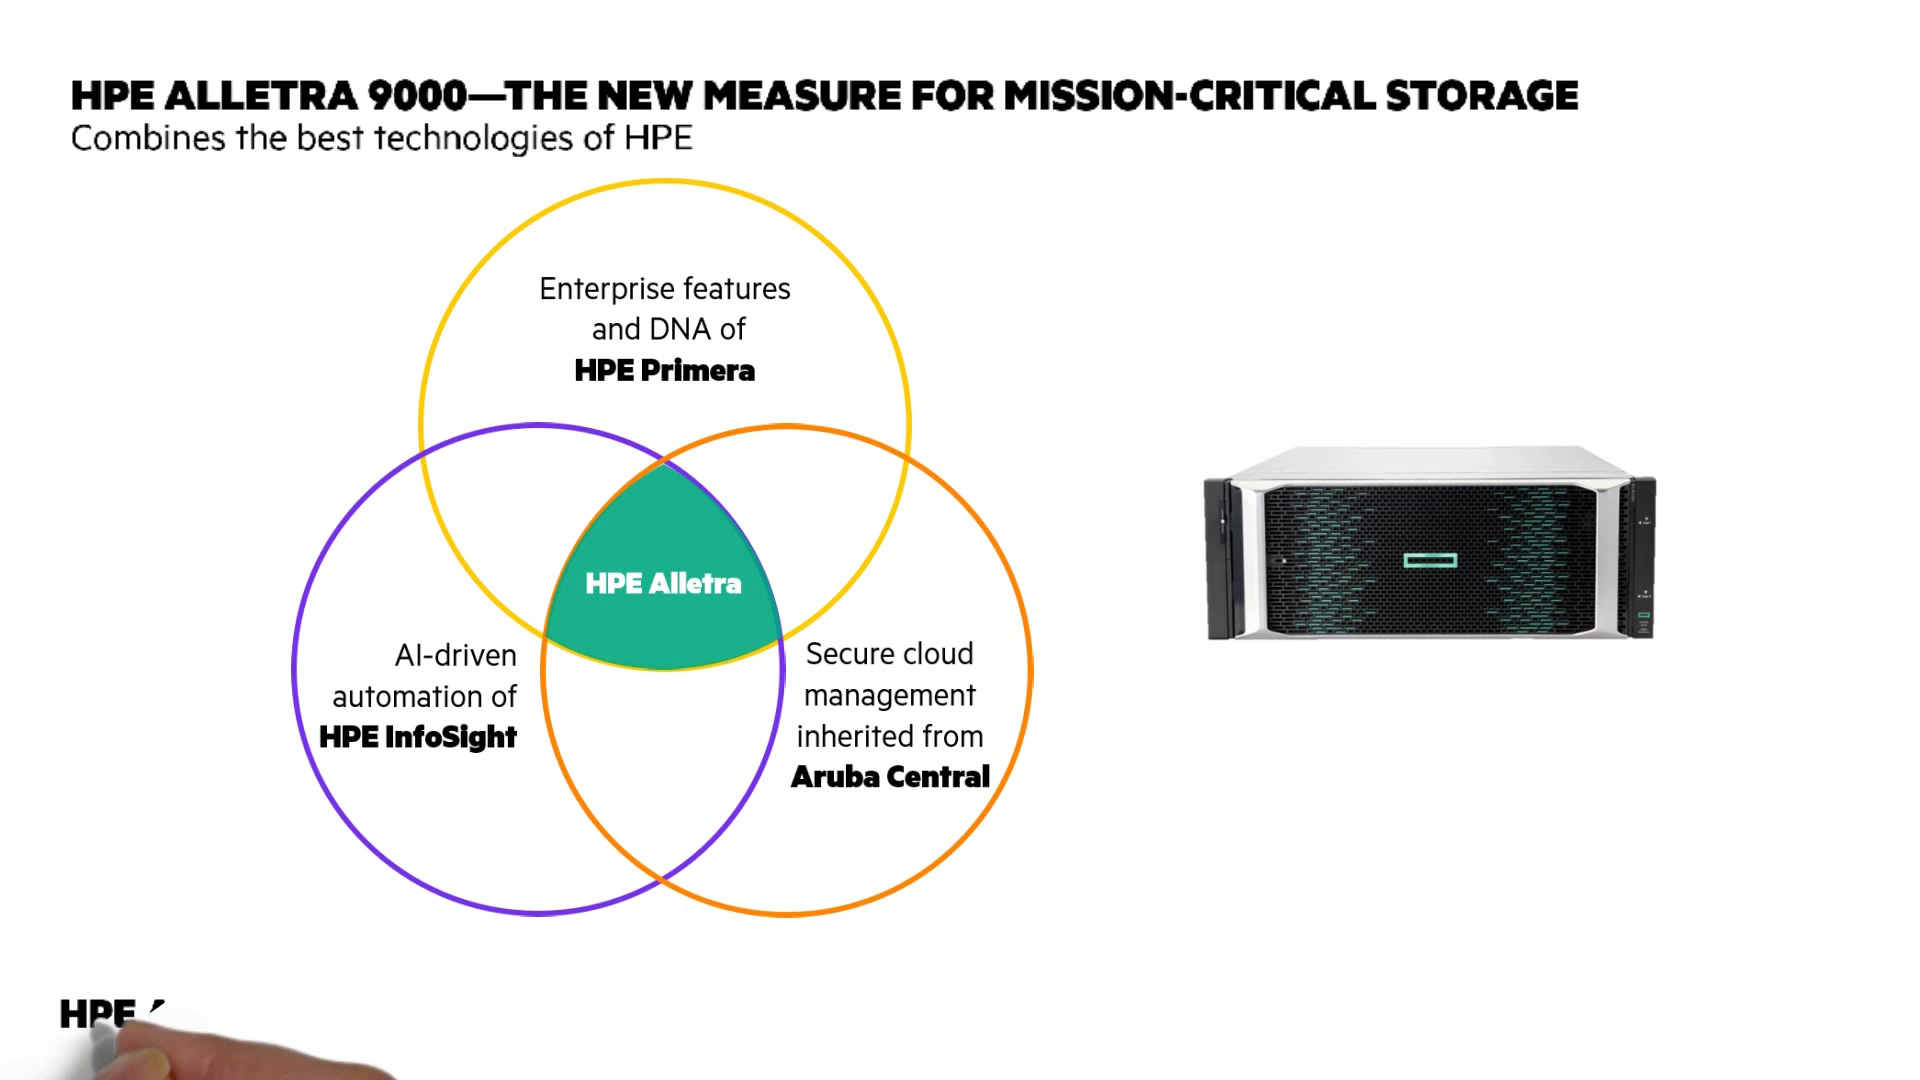 HPE ALLETRA 9000—THE NEW MEASURE FOR MISSION-CRITICAL STORAGE
Combines the best technologies of HPE
Enterprise features
and DNA of
HPE Primera
HPE Alletra
AI-driven
automation of
HPE InfoSight
Secure cloud
management
inherited from
Aruba Central
HPE